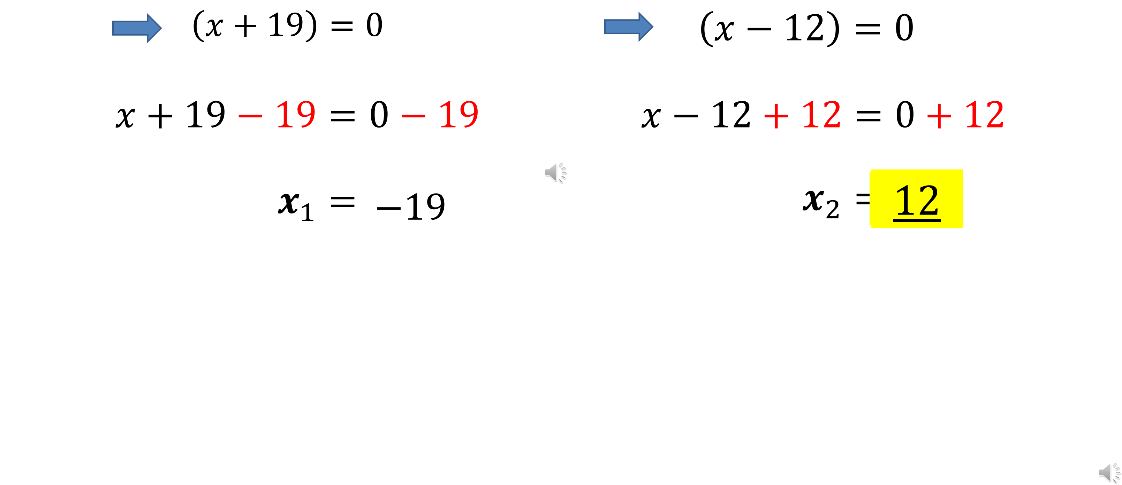 (x + 19) = 0
x + 19 − 19 = 0 − 19
x₁ = −19
(x − 12) = 0
x − 12 + 12 = 0 + 12
x₂ = 12